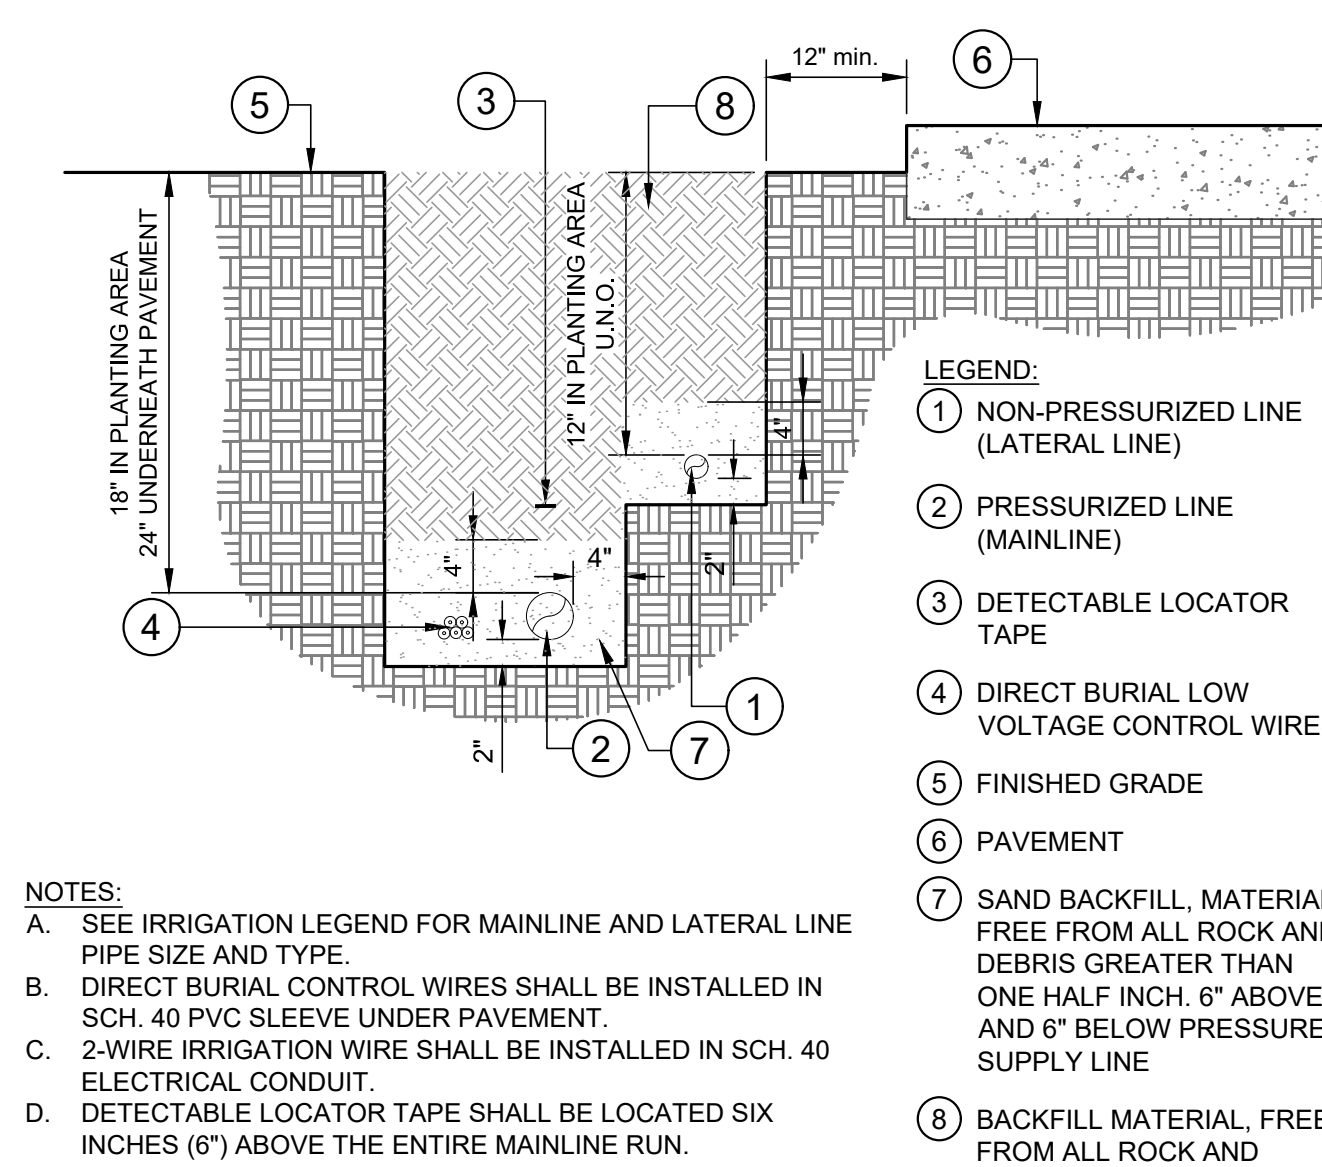 12" min.
6
5
3
8
18" IN PLANTING AREA
24" UNDERNEATH PAVEMENT
12" IN PLANTING AREA
U.N.O.
4"
4"
4"
2"
2"
4
1
2
7
LEGEND:
1 NON-PRESSURIZED LINE
(LATERAL LINE)
2 PRESSURIZED LINE
(MAINLINE)
3 DETECTABLE LOCATOR
TAPE
4 DIRECT BURIAL LOW
VOLTAGE CONTROL WIRE
5 FINISHED GRADE
6 PAVEMENT
7 SAND BACKFILL, MATERIAL
FREE FROM ALL ROCK AN
DEBRIS GREATER THAN
ONE HALF INCH. 6" ABOVE
AND 6" BELOW PRESSURE
SUPPLY LINE
8 BACKFILL MATERIAL, FREE
FROM ALL ROCK AND
NOTES:
A. SEE IRRIGATION LEGEND FOR MAINLINE AND LATERAL LINE
PIPE SIZE AND TYPE.
B. DIRECT BURIAL CONTROL WIRES SHALL BE INSTALLED IN
SCH. 40 PVC SLEEVE UNDER PAVEMENT.
C. 2-WIRE IRRIGATION WIRE SHALL BE INSTALLED IN SCH. 40
ELECTRICAL CONDUIT.
D. DETECTABLE LOCATOR TAPE SHALL BE LOCATED SIX
INCHES (6") ABOVE THE ENTIRE MAINLINE RUN.